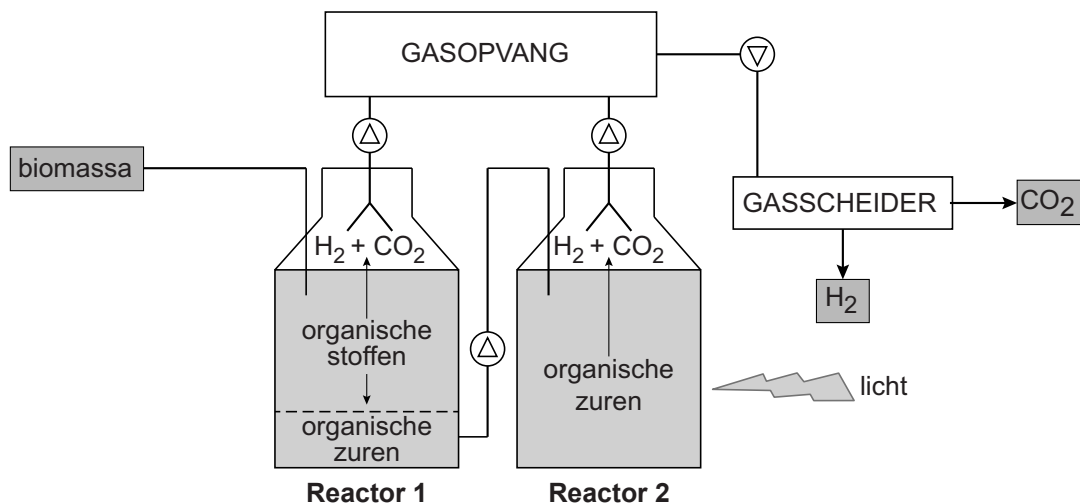 GASOPVANG
biomassa
GASSCHEIDER
CO2
H2 + CO2
H2 + CO2
H2
organische
stoffen
organische
zuren
organische
zuren
licht
Reactor 1
Reactor 2